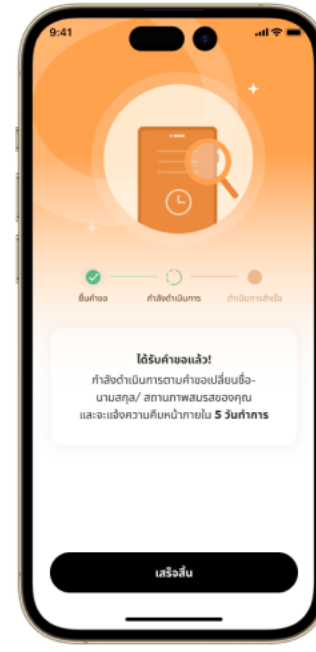 9:41
ยื่นคำขอ
กำลังดำเนินการ
ดำเนินการสำเร็จ
ได้รับคำขอแล้ว!
กำลังดำเนินการตามคำขอเปลี่ยนชื่อ-
นามสกุล/ สถานภาพสมรสของคุณ
และจะแจ้งความคืบหน้าภายใน 5 วันทำการ
เสร็จสิ้น